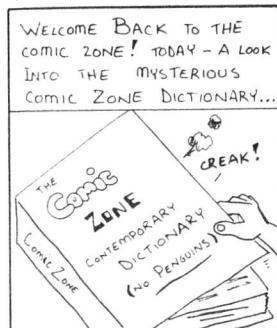 WELCOME BACK TO THE
COMIC ZONE! TODAY - A LOOK
INTO THE MYSTERIOUS
COMIC ZONE DICTIONARY...
CREAK!
THE
Comic
ZONE
CONTEMPORARY
DICTIONARY
(NO PENGUINS)
COMIC ZONE